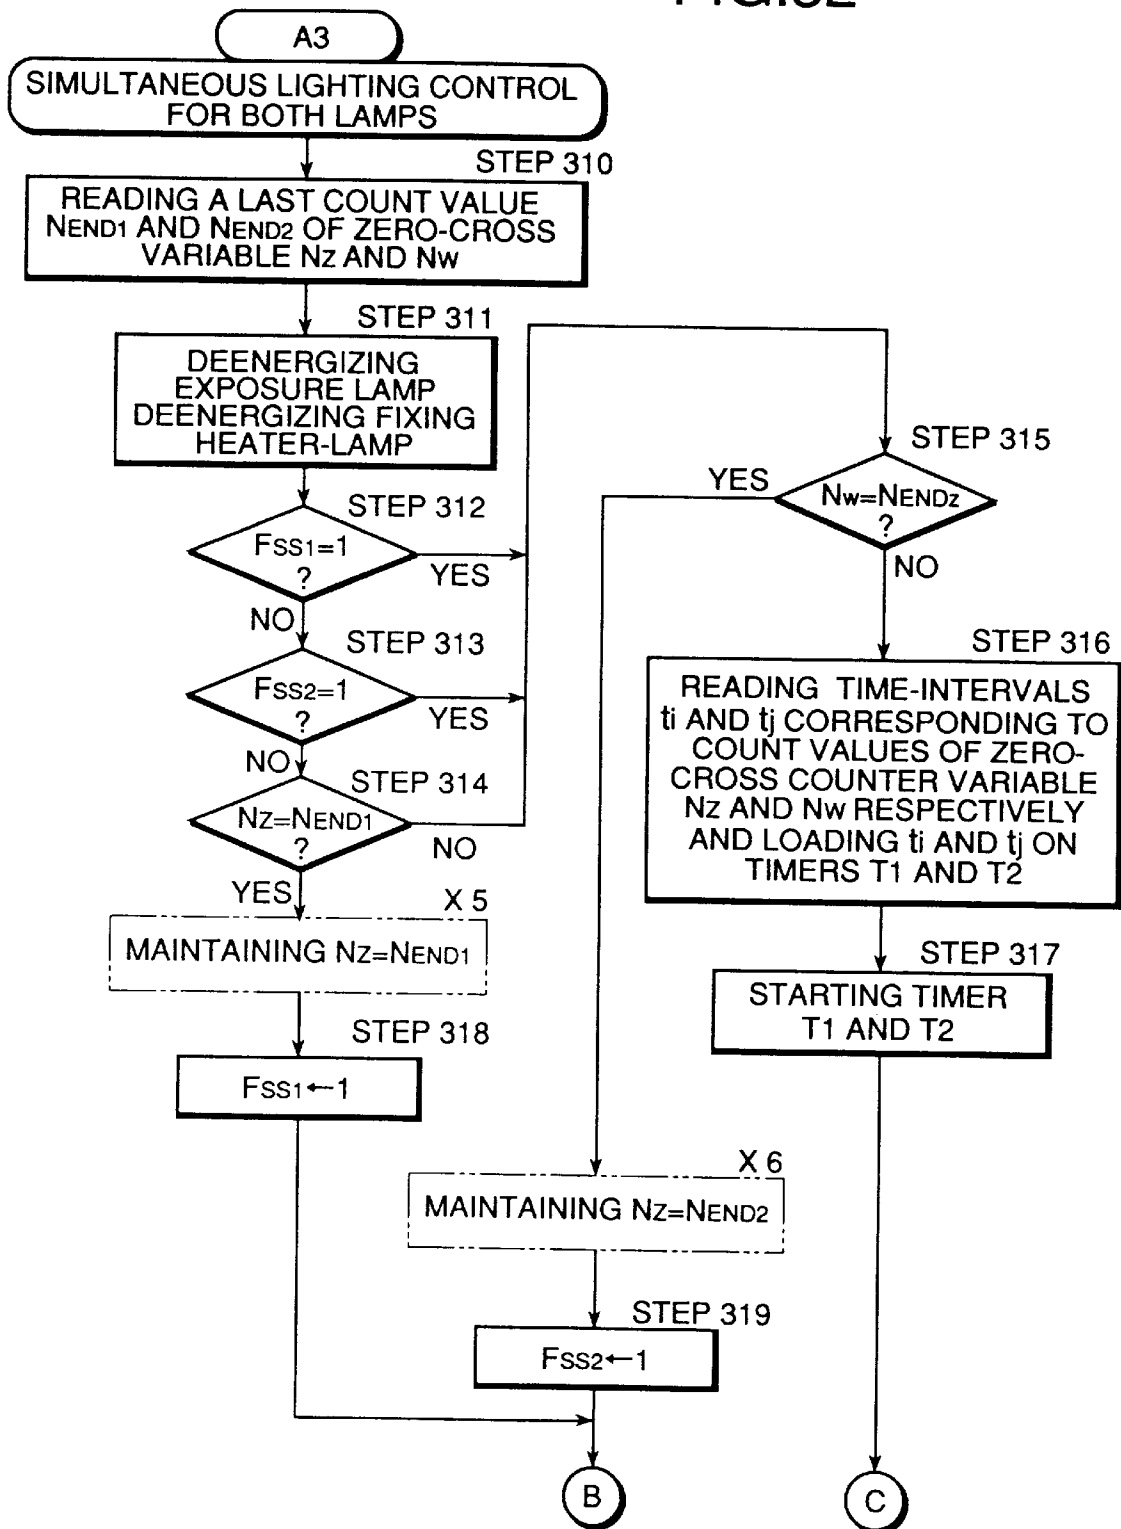 FIG.32
A3
SIMULTANEOUS LIGHTING CONTROL
FOR BOTH LAMPS
STEP 310
READING A LAST COUNT VALUE
NEND1 AND NEND2 OF ZERO-CROSS
VARIABLE NZ AND NW
STEP 311
DEENERGIZING
EXPOSURE LAMP
DEENERGIZING FIXING
HEATER-LAMP
STEP 312
FSS1=1
?
YES
NO
STEP 313
FSS2=1
?
YES
NO
STEP 314
NZ=NEND1
?
NO
YES
X 5
MAINTAINING NZ=NEND1
STEP 318
FSS1←1
STEP 315
YES
NW=NENDZ
?
NO
STEP 316
READING TIME-INTERVALS
ti AND tj CORRESPONDING TO
COUNT VALUES OF ZERO-
CROSS COUNTER VARIABLE
NZ AND NW RESPECTIVELY
AND LOADING ti AND tj ON
TIMERS T1 AND T2
STEP 317
STARTING TIMER
T1 AND T2
X 6
MAINTAINING NZ=NEND2
STEP 319
FSS2←1
B
C